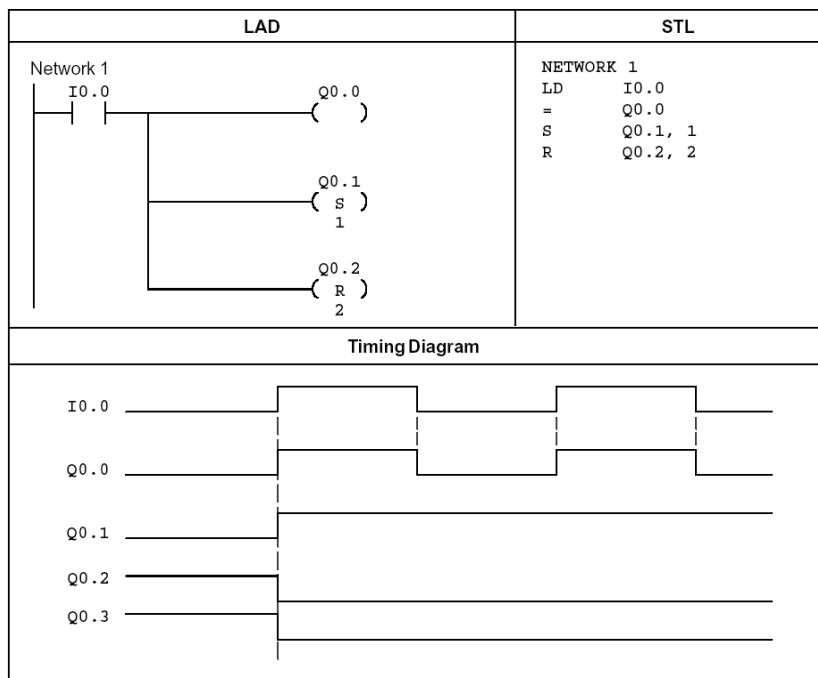 LAD
STL
Network 1
I0.0
Q0.0
( )
Q0.1
( S )
1
Q0.2
( R )
2
NETWORK 1
LD I0.0
= Q0.0
S Q0.1, 1
R Q0.2, 2
Timing Diagram
I0.0
Q0.0
Q0.1
Q0.2
Q0.3